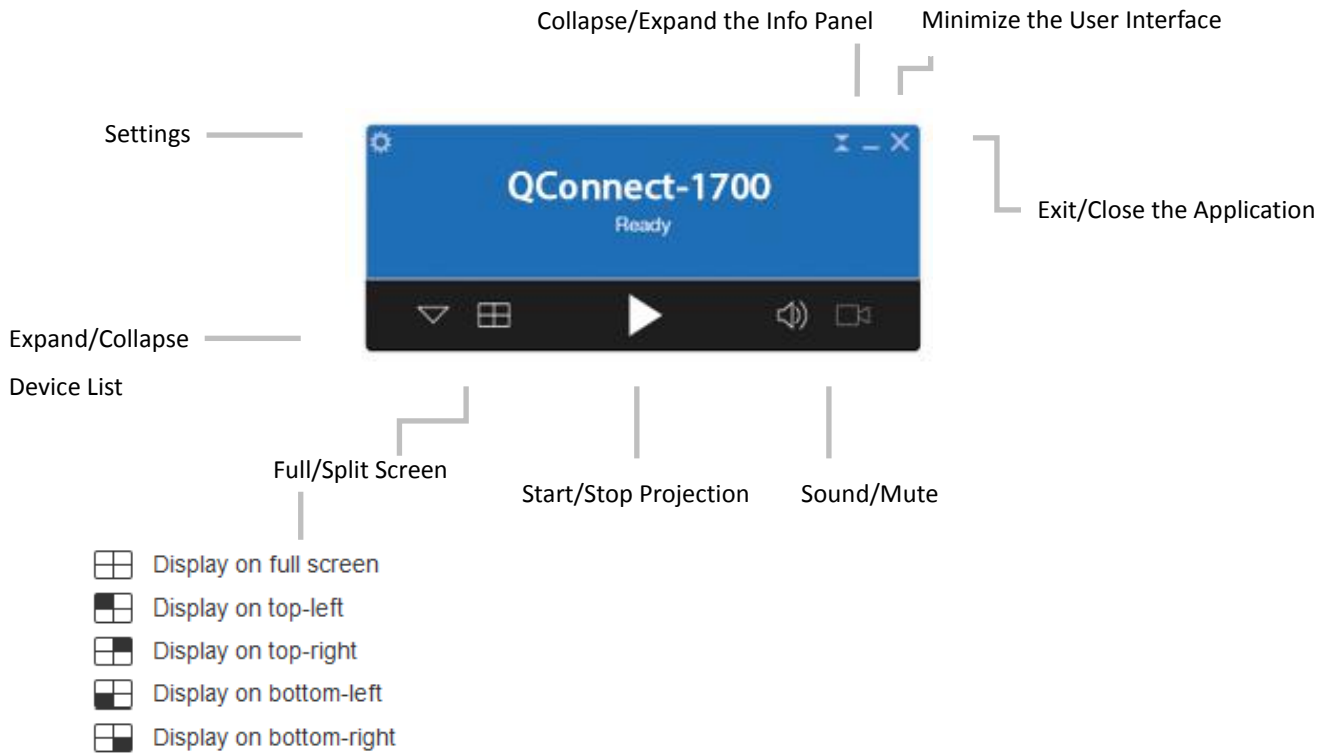 Collapse/Expand the Info Panel
Minimize the User Interface
Settings
QConnect-1700
Ready
Exit/Close the Application
Expand/Collapse
Device List
Full/Split Screen
Start/Stop Projection
Sound/Mute
Display on full screen
Display on top-left
Display on top-right
Display on bottom-left
Display on bottom-right